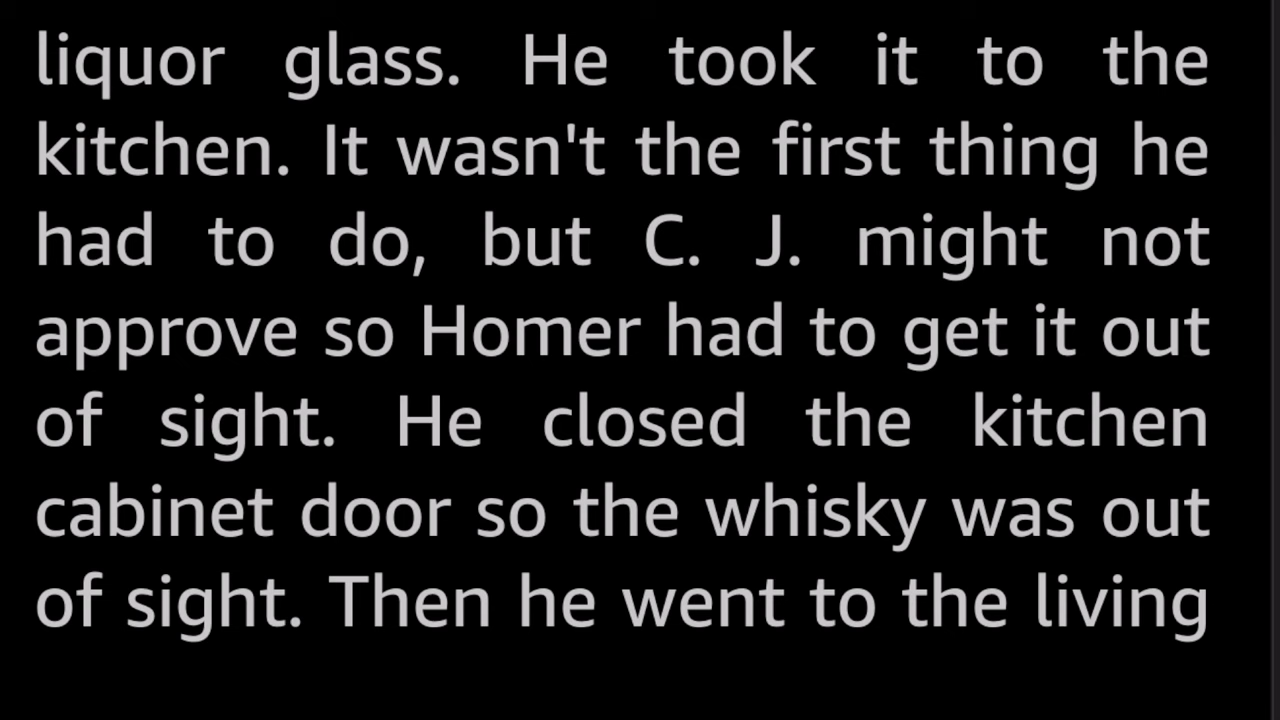 liquor glass. He took it to the
kitchen. It wasn't the first thing he
had to do, but C. J. might not
approve so Homer had to get it out
of sight. He closed the kitchen
cabinet door so the whisky was out
of sight. Then he went to the living